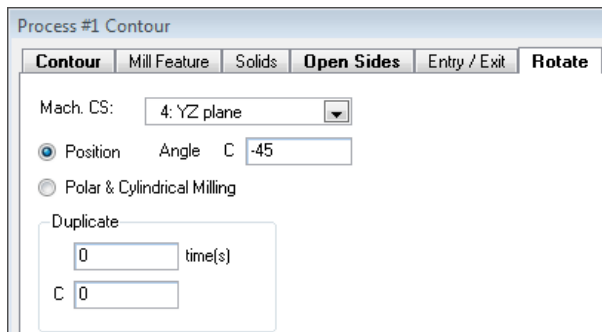 Process #1 Contour
Contour Mill Feature Solids Open Sides Entry / Exit Rotate
Mach. CS: 4: YZ plane
Position Angle C -45
Polar & Cylindrical Milling
Duplicate
0 time(s)
C 0